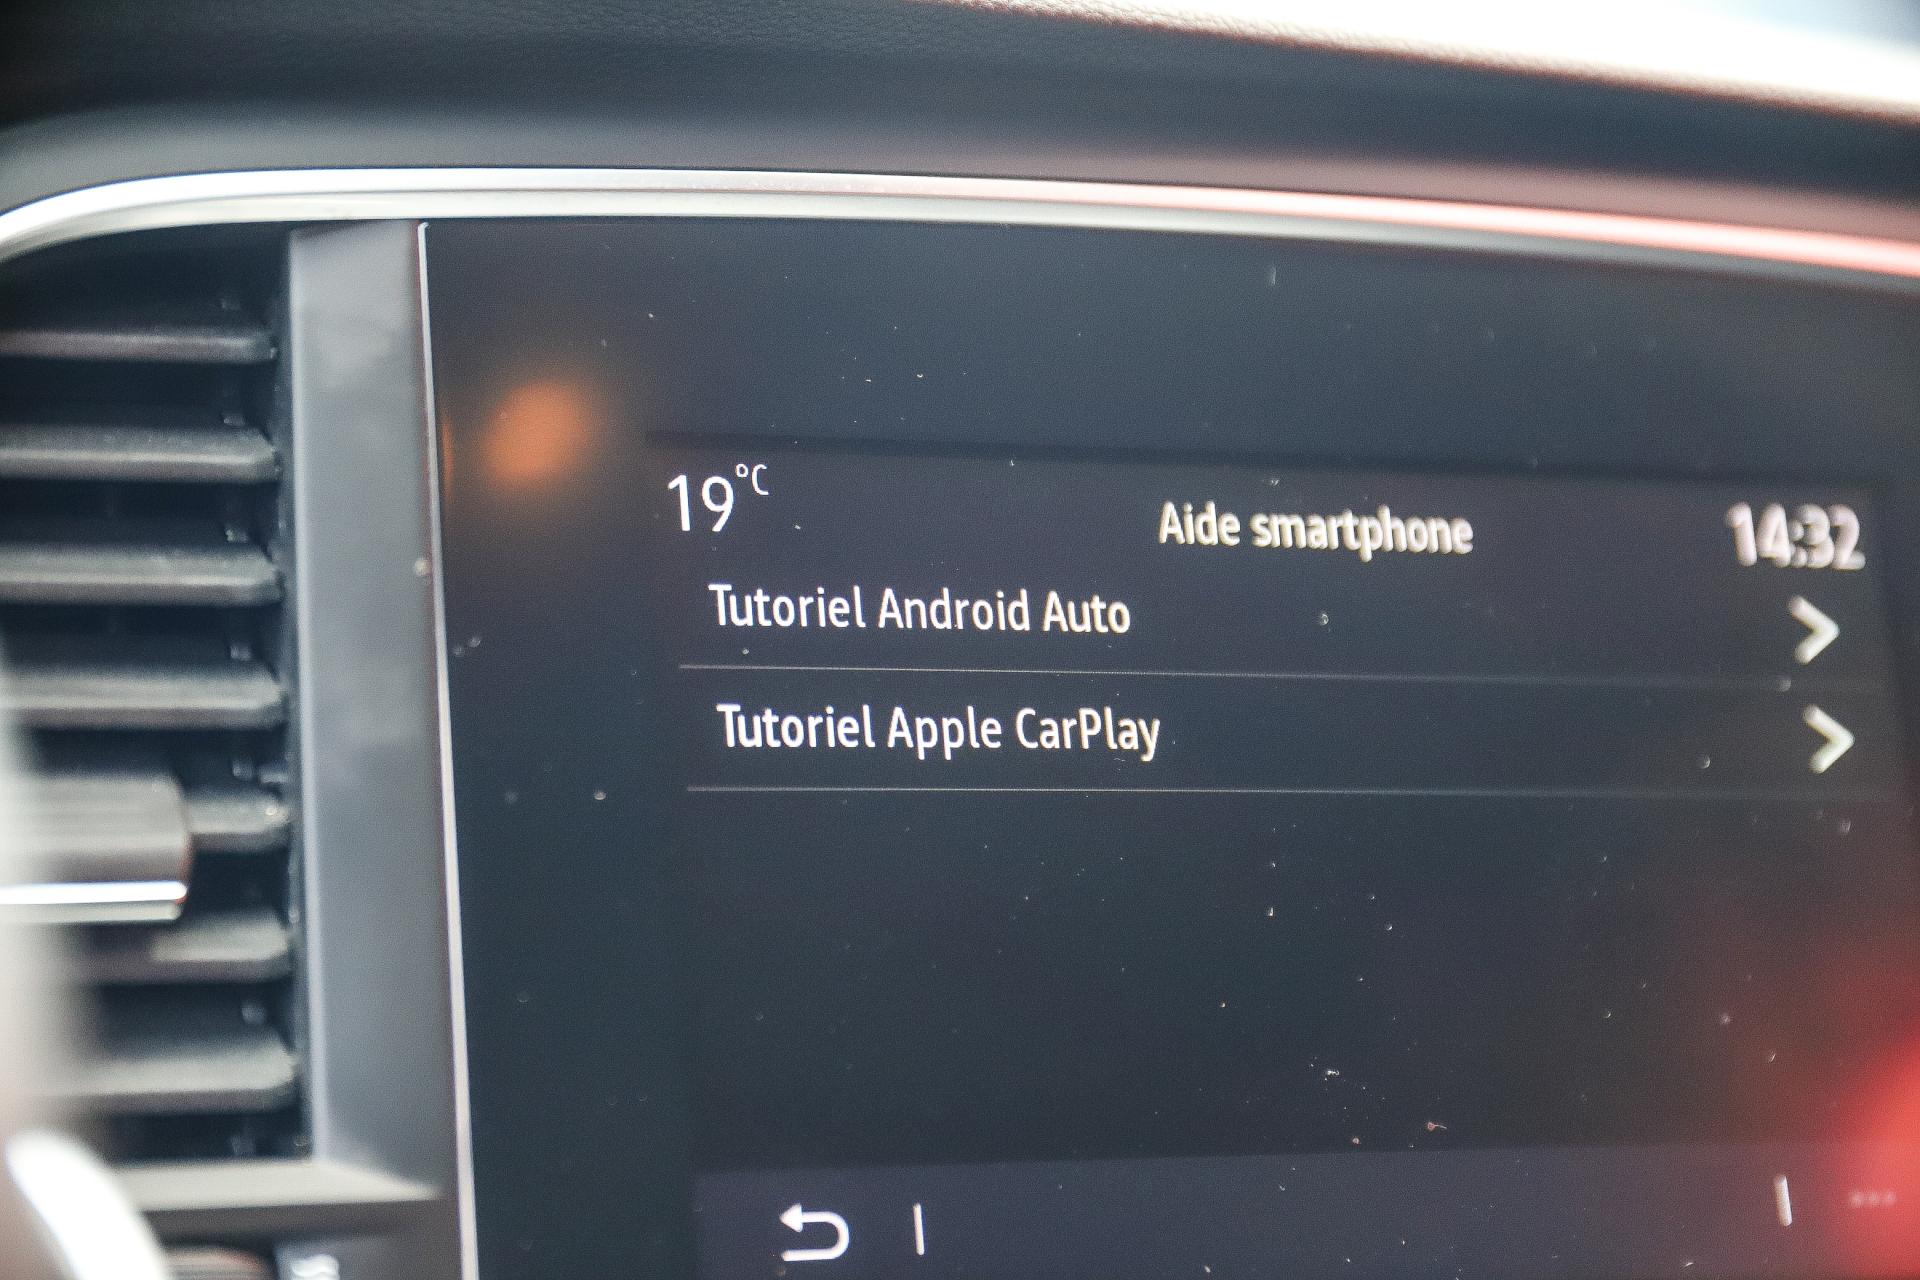 19°C
Aide smartphone
14:32
Tutoriel Android Auto
Tutoriel Apple CarPlay